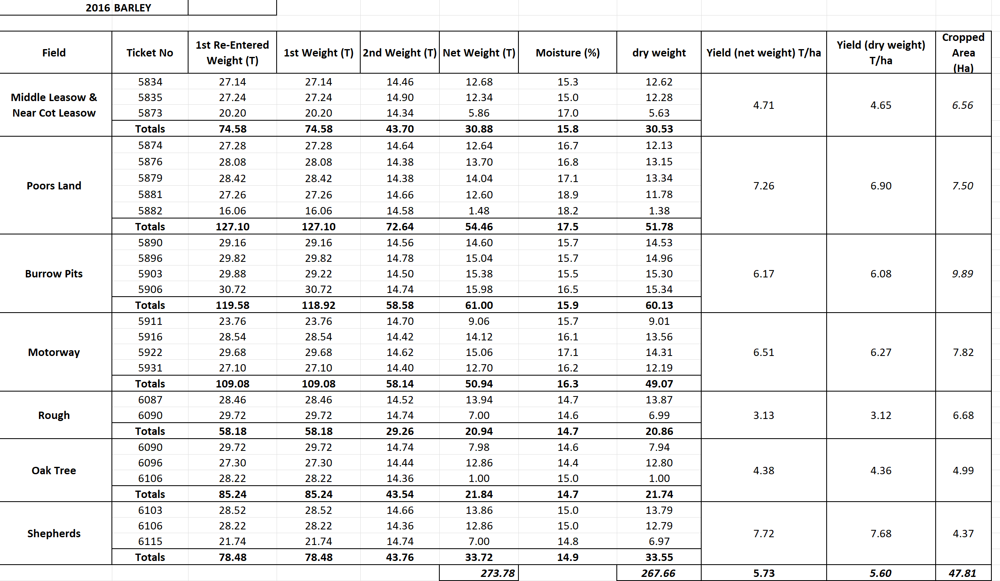 2016 BARLEY
Field Ticket No 1st Re-Entered Weight (T) 1st Weight (T) 2nd Weight (T) Net Weight (T) Moisture (%) dry weight Yield (net weight) T/ha Yield (dry weight) T/ha Cropped Area (Ha)
Middle Leasow & Near Cot Leasow
5834 27.14 27.14 14.46 12.68 15.3 12.62
5835 27.24 27.24 14.90 12.34 15.0 12.28
4.71 4.65 6.56
5873 20.20 20.20 14.34 5.86 17.0 5.63
Totals 74.58 74.58 43.70 30.88 15.8 30.53
5874 27.28 27.28 14.64 12.64 16.7 12.13
5876 28.08 28.08 14.38 13.70 16.8 13.15
5879 28.42 28.42 14.38 14.04 17.1 13.34
Poors Land 7.26 6.90 7.50
5881 27.26 27.26 14.66 12.60 18.9 11.78
5882 16.06 16.06 14.58 1.48 18.2 1.38
Totals 127.10 127.10 72.64 54.46 17.5 51.78
5890 29.16 29.16 14.56 14.60 15.7 14.53
5896 29.82 29.82 14.78 15.04 15.7 14.96
Burrow Pits 5903 29.88 29.22 14.50 15.38 15.5 15.30 6.17 6.08 9.89
5906 30.72 30.72 14.74 15.98 16.5 15.34
Totals 119.58 118.92 58.58 61.00 15.9 60.13
5911 23.76 23.76 14.70 9.06 15.7 9.01
5916 28.54 28.54 14.42 14.12 16.1 13.56
Motorway 5922 29.68 29.68 14.62 15.06 17.1 14.31 6.51 6.27 7.82
5931 27.10 27.10 14.40 12.70 16.2 12.19
Totals 109.08 109.08 58.14 50.94 16.3 49.07
6087 28.46 28.46 14.52 13.94 14.7 13.87
Rough 6090 29.72 29.72 14.74 7.00 14.6 6.99 3.13 3.12 6.68
Totals 58.18 58.18 29.26 20.94 14.7 20.86
6090 29.72 29.72 14.74 7.98 14.6 7.94
6096 27.30 27.30 14.44 12.86 14.4 12.80
Oak Tree 4.38 4.36 4.99
6106 28.22 28.22 14.36 1.00 15.0 1.00
Totals 85.24 85.24 43.54 21.84 14.7 21.74
6103 28.52 28.52 14.66 13.86 15.0 13.79
6106 28.22 28.22 14.36 12.86 15.0 12.79
Shepherds 7.72 7.68 4.37
6115 21.74 21.74 14.74 7.00 14.8 6.97
Totals 78.48 78.48 43.76 33.72 14.9 33.55
273.78 267.66 5.73 5.60 47.81